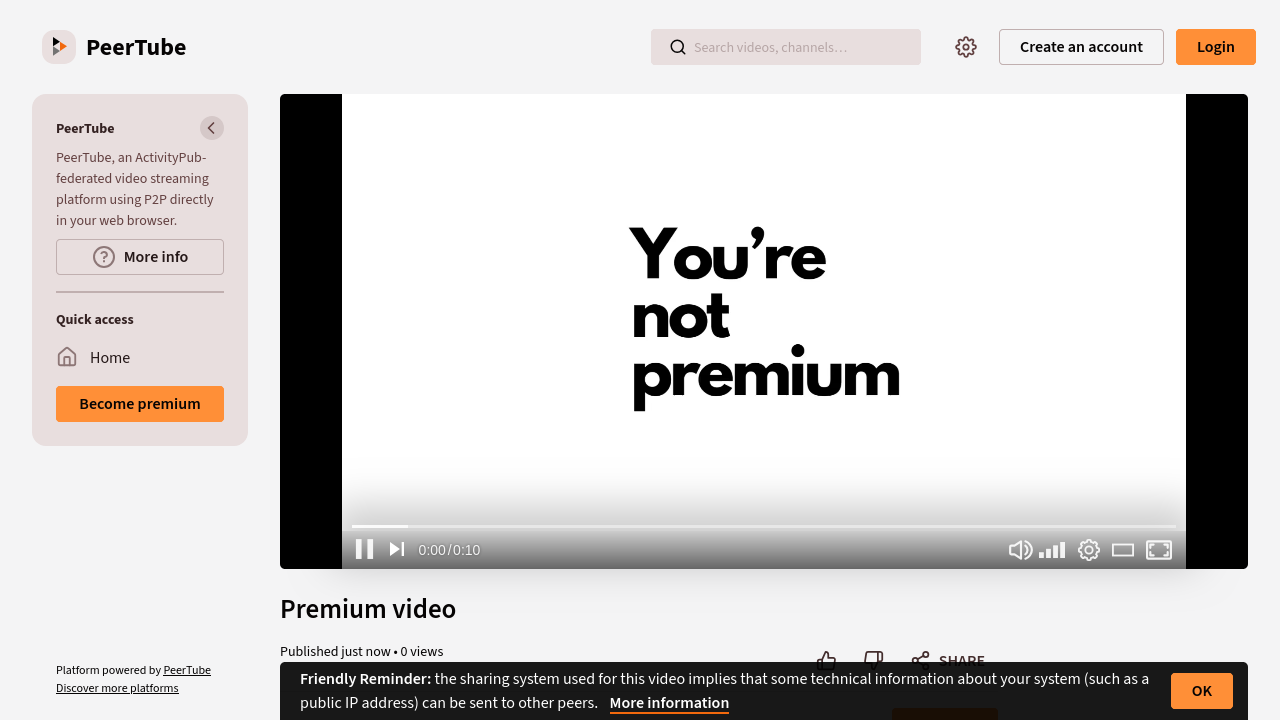 PeerTube
Search videos, channels…
Create an account
Login
PeerTube
PeerTube, an ActivityPub-
federated video streaming
platform using P2P directly
in your web browser.
More info
Quick access
Home
Become premium
Platform powered by PeerTube
Discover more platforms
You're
not
premium
0:00/0:10
Premium video
Published just now • 0 views
SHARE
Friendly Reminder: the sharing system used for this video implies that some technical information about your system (such as a
public IP address) can be sent to other peers. More information
OK